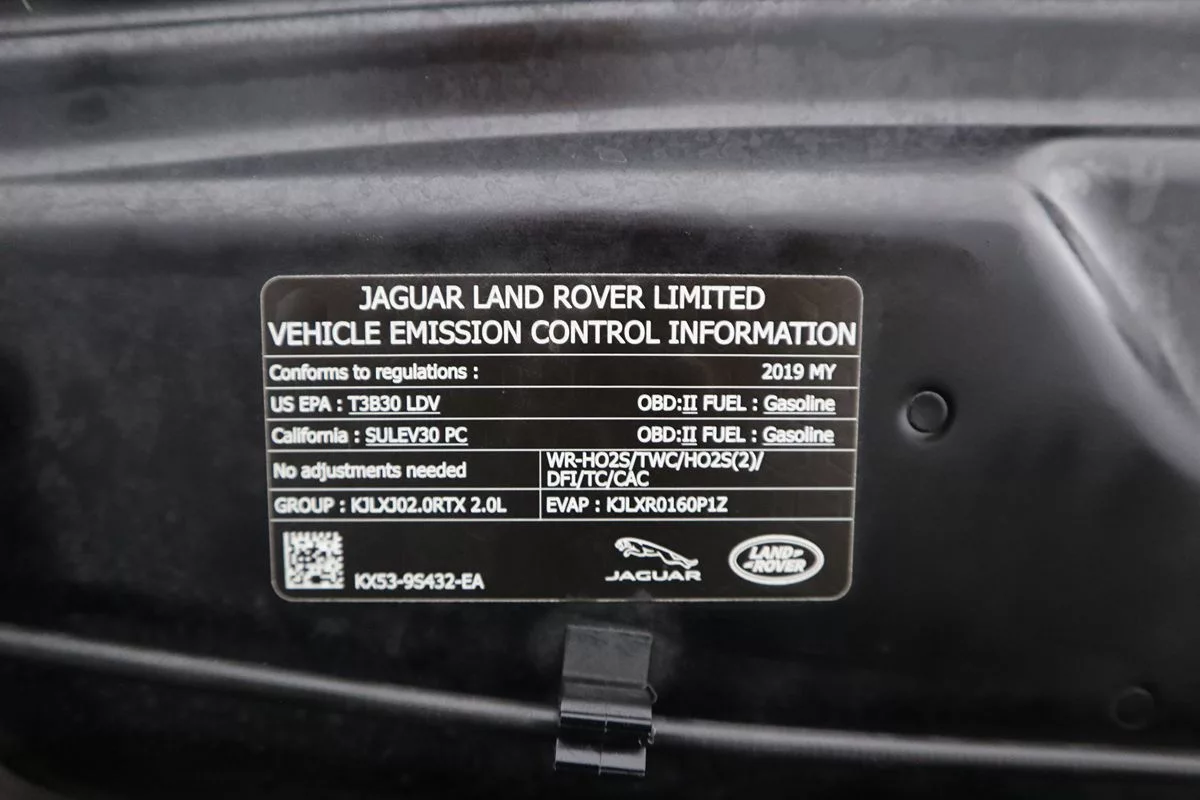 JAGUAR LAND ROVER LIMITED
VEHICLE EMISSION CONTROL INFORMATION
Conforms to regulations : 2019 MY
US EPA : T3B30 LDV OBD:II FUEL : Gasoline
California : SULEV30 PC OBD:II FUEL : Gasoline
No adjustments needed
WR-HO2S/TWC/HO2S(2)/
DFI/TC/CAC
GROUP : KJLXJ02.0RTX 2.0L EVAP : KJLXR0160P1Z
KX53-9S432-EA
JAGUAR
LAND-
-ROVER